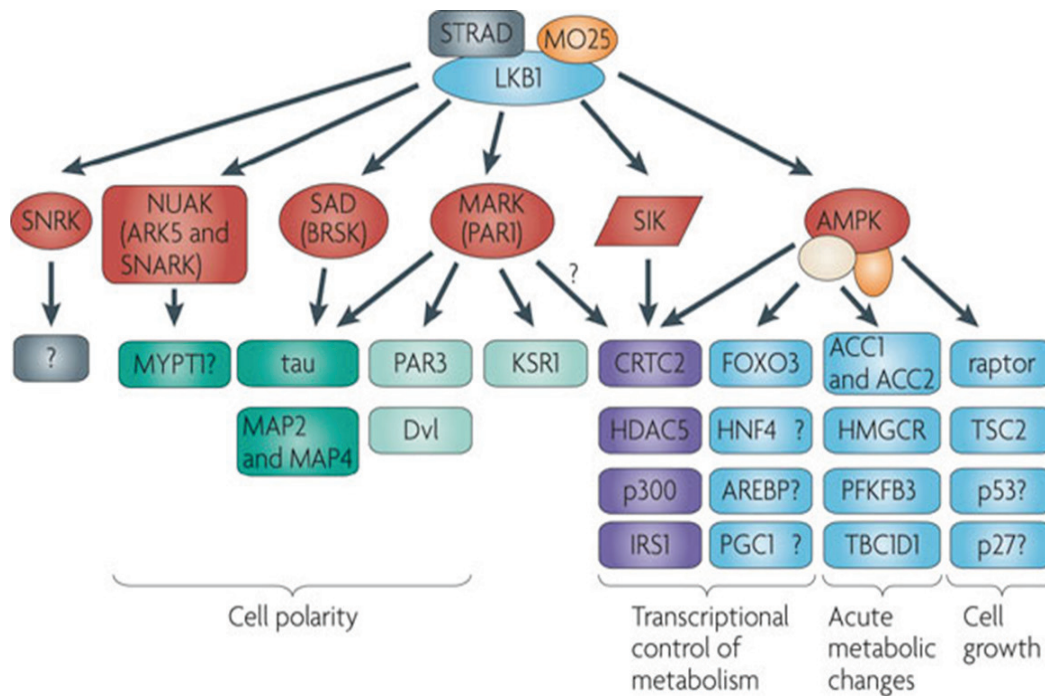 STRAD
MO25
LKB1
SNRK
NUAK
(ARK5 and
SNARK)
SAD
(BRSK)
MARK
(PAR1)
SIK
AMPK
?
?
MYPT1?
tau
PAR3
KSR1
CRTC2
FOXO3
ACC1
and ACC2
raptor
MAP2
and MAP4
Dvl
HDAC5
HNF4 ?
HMGCR
TSC2
p300
AREBP?
PFKFB3
p53?
IRS1
PGC1 ?
TBC1D1
p27?
Cell polarity
Transcriptional
control of
metabolism
Acute
metabolic
changes
Cell
growth